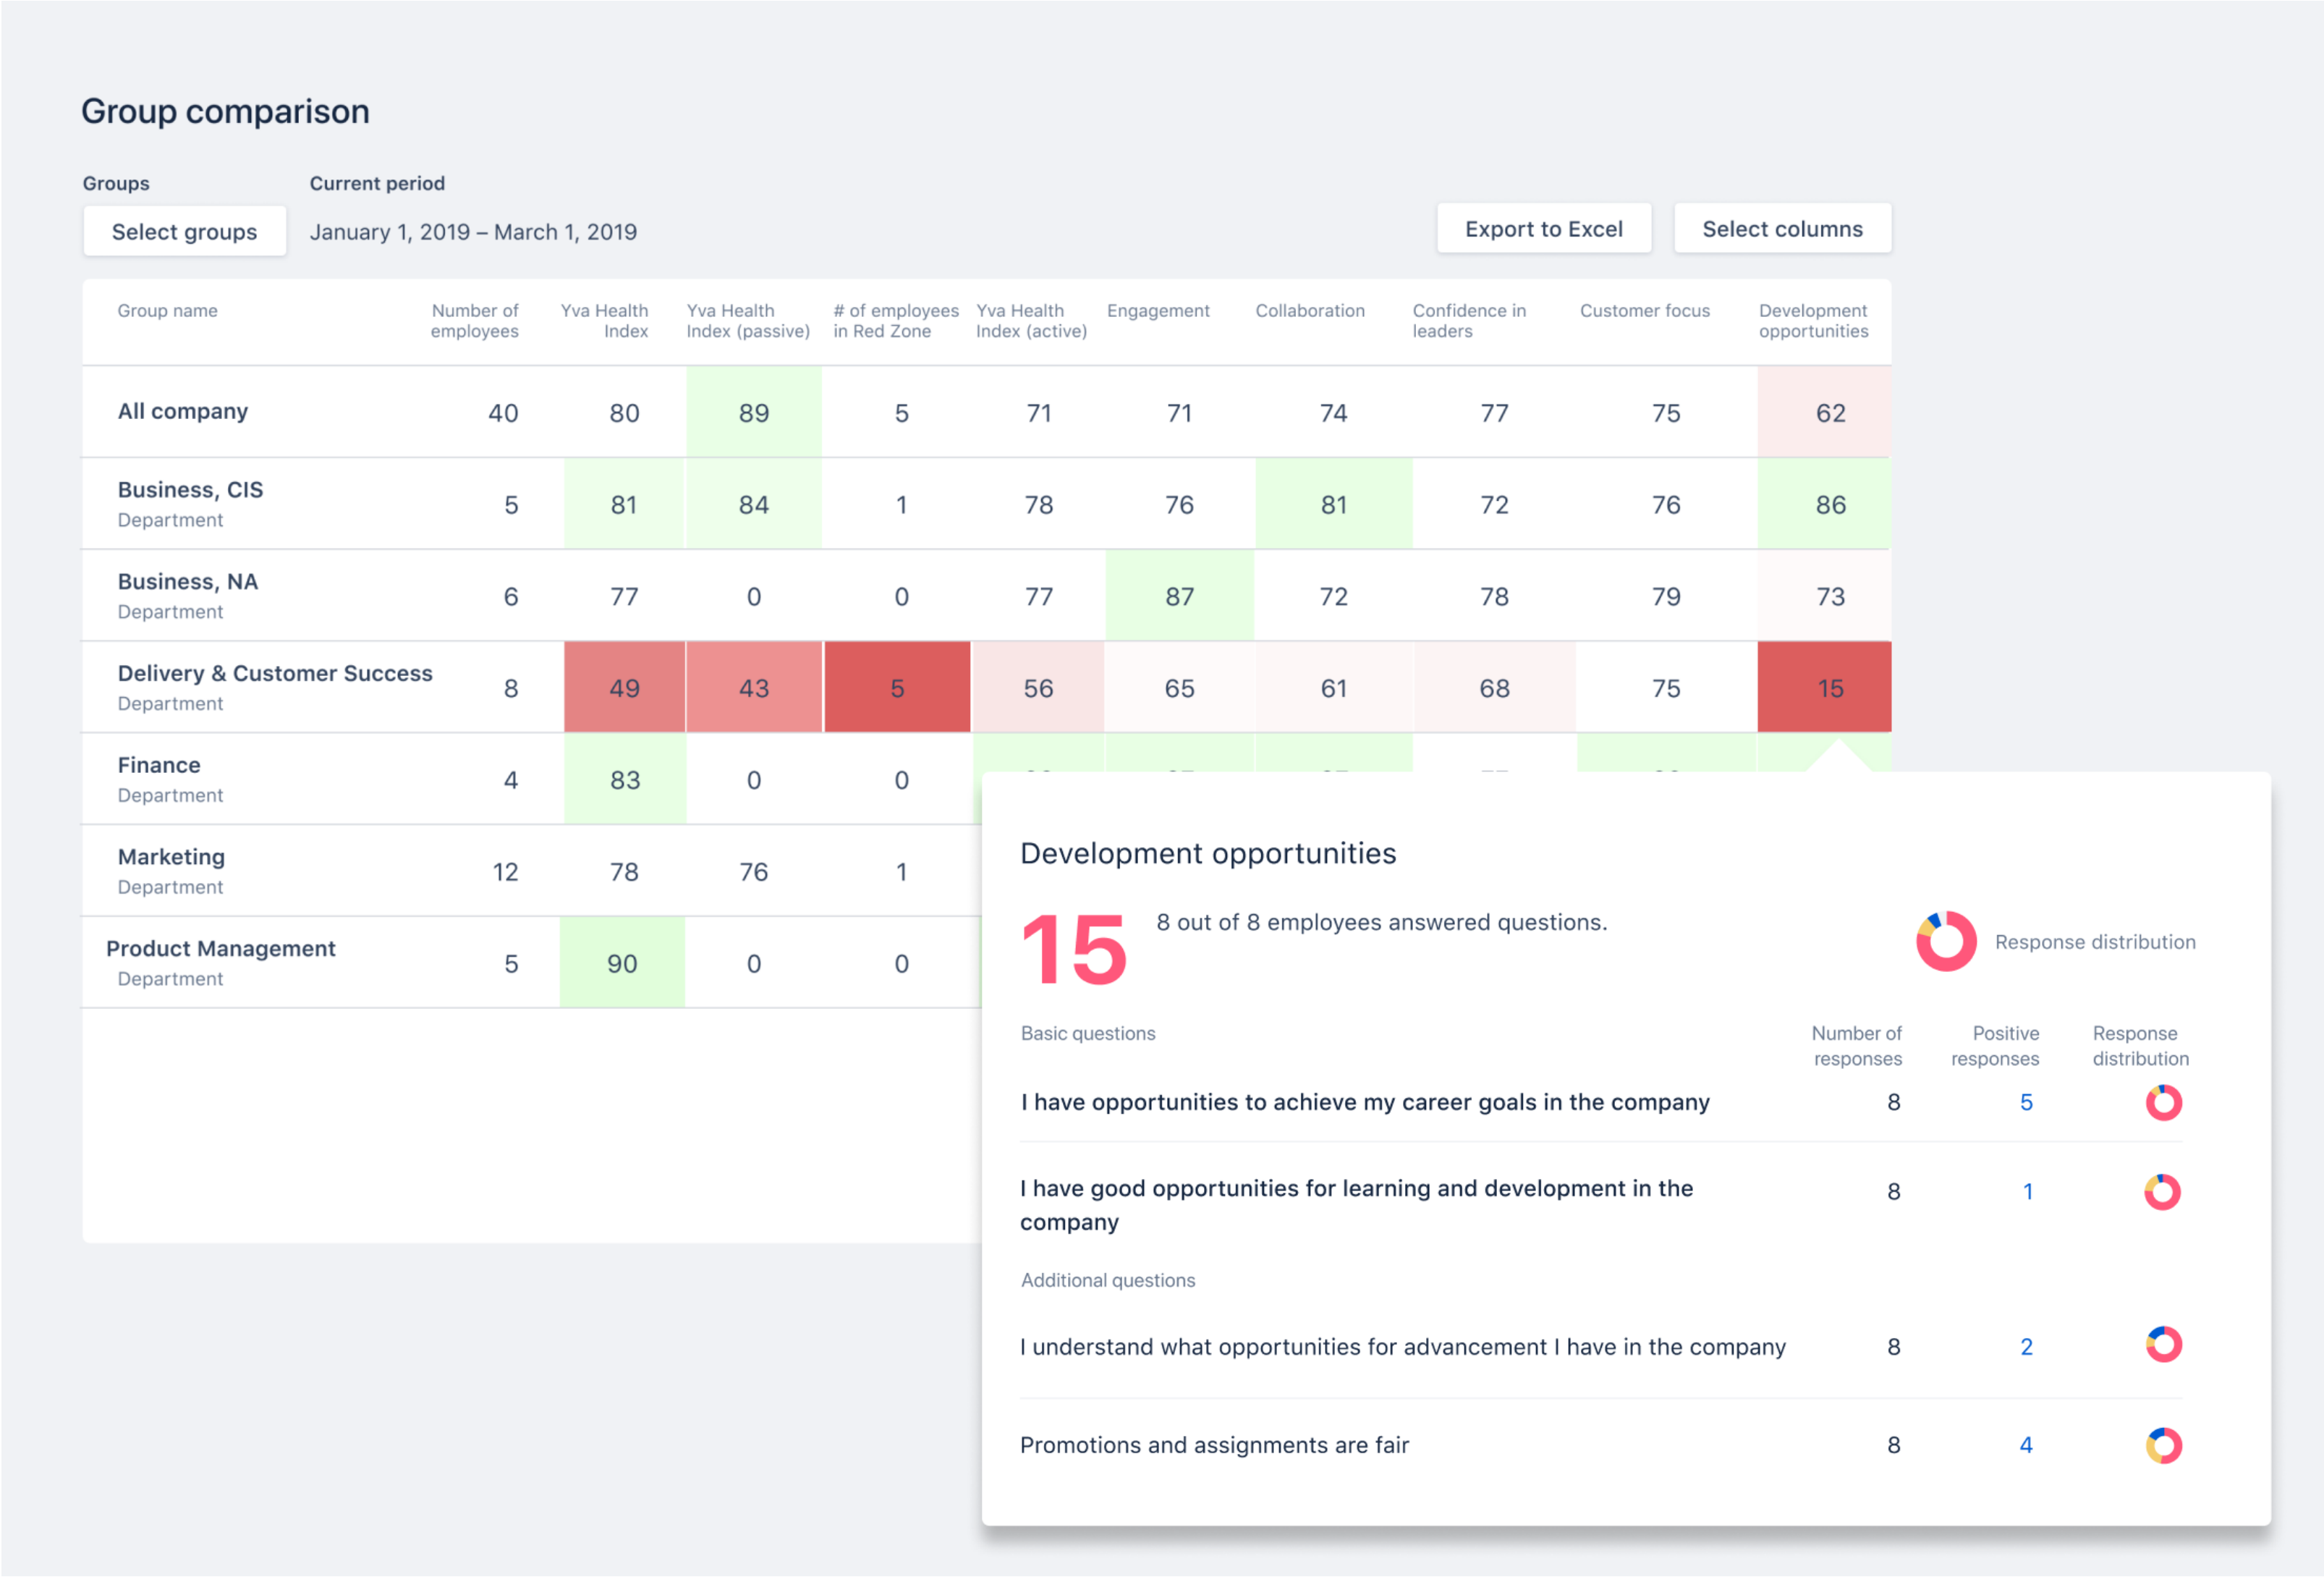 Group comparison
Groups
Current period
Select groups
January 1, 2019 – March 1, 2019
Export to Excel
Select columns
Group name
Number of employees
Yva Health Index
Yva Health Index (passive)
# of employees in Red Zone
Yva Health Index (active)
Engagement
Collaboration
Confidence in leaders
Customer focus
Development opportunities
All company 40 80 89 5 71 71 74 77 75 62
Business, CIS 5 81 84 1 78 76 81 72 76 86
Department
Business, NA 6 77 0 0 77 87 72 78 79 73
Department
Delivery & Customer Success 8 49 43 5 56 65 61 68 75 15
Department
Finance 4 83 0 0
Department
Marketing 12 78 76 1
Department
Product Management 5 90 0 0
Department
Development opportunities
15
8 out of 8 employees answered questions.
Response distribution
Basic questions
Number of responses
Positive responses
Response distribution
I have opportunities to achieve my career goals in the company 8 5
I have good opportunities for learning and development in the
company
8 1
Additional questions
I understand what opportunities for advancement I have in the company 8 2
Promotions and assignments are fair 8 4